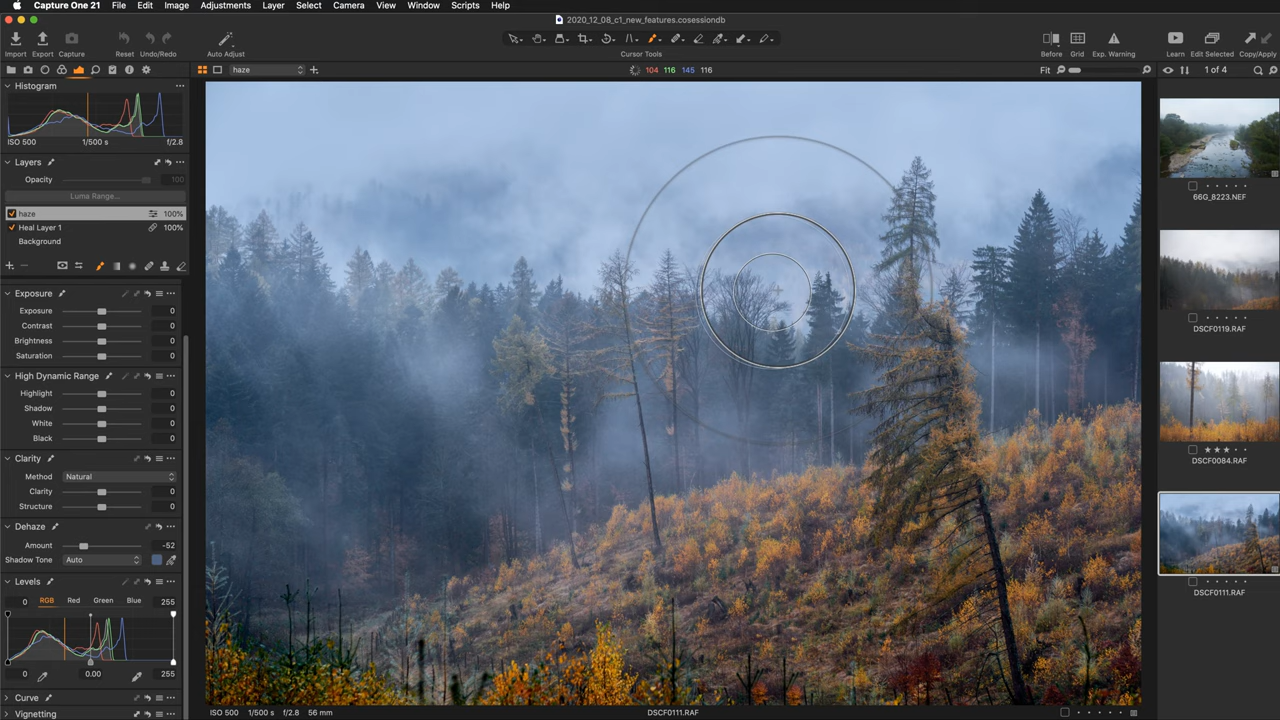 Capture One 21 File Edit Image Adjustments Layer Select Camera View Window Scripts Help
2020_12_08_c1_new_features.cosessiondb
Import Export Capture Reset Undo/Redo Auto Adjust Cursor Tools Before Grid Exp. Warning Learn Edit Selected Copy/Apply
haze 104 116 145 116 Fit 1 of 4
Histogram
ISO 500 1/500 s f/2.8
Layers
Opacity 100
Luma Range...
haze 100%
Heal Layer 1 100%
Background
Exposure
Exposure 0
Contrast 0
Brightness 0
Saturation 0
High Dynamic Range
Highlight 0
Shadow 0
White 0
Black 0
Clarity
Method Natural
Clarity 0
Structure 0
Dehaze
Amount -52
Shadow Tone Auto
Levels
0 RGB Red Green Blue 255
0 0.00 255
Curve
Vignetting
66G_8223.NEF
DSCF0119.RAF
DSCF0084.RAF
DSCF0111.RAF
ISO 500 1/500 s f/2.8 56 mm DSCF0111.RAF